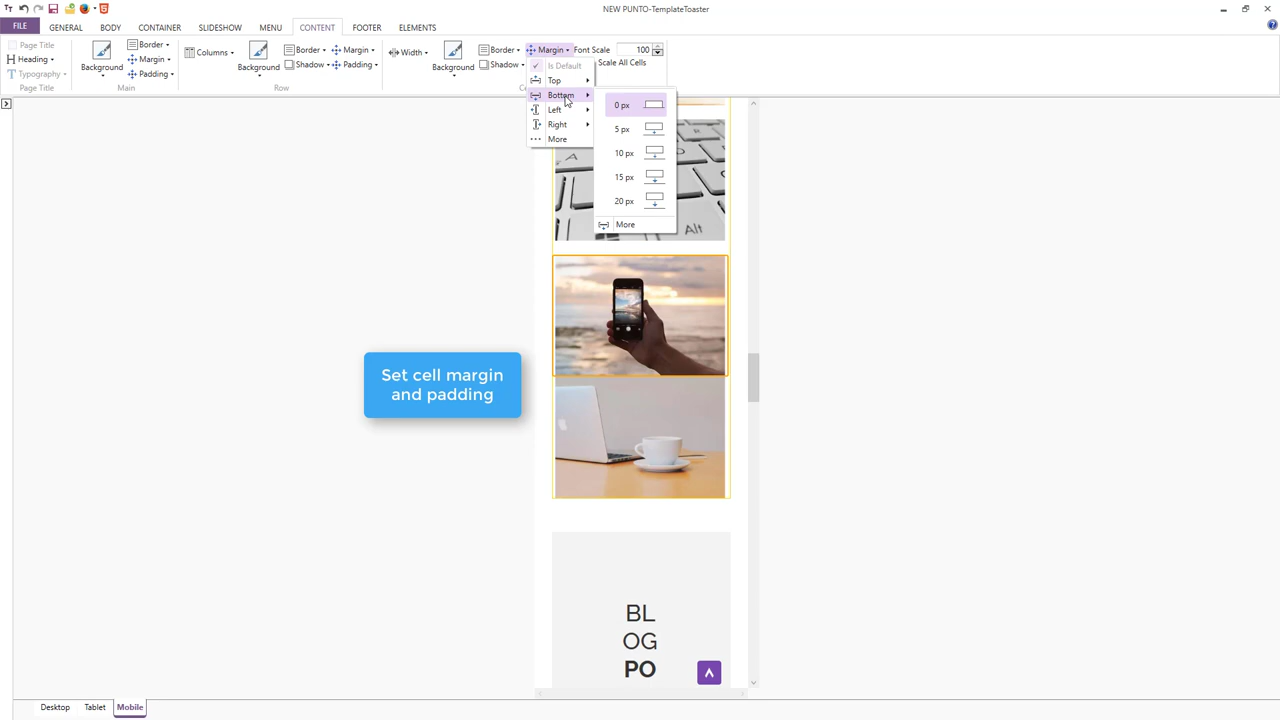 NEW PUNTO-TemplateToaster
FILE
GENERAL
BODY
CONTAINER
SLIDESHOW
MENU
CONTENT
FOOTER
ELEMENTS
Page Title
Heading
Typography
Page Title
Background
Border
Margin
Padding
Main
Columns
Background
Border
Shadow
Margin
Padding
Row
Width
Background
Border
Shadow
Margin
Font Scale
100
Scale All Cells
Is Default
Top
Bottom
Left
Right
More
0 px
5 px
10 px
15 px
20 px
More
A
Alt
Set cell margin
and padding
BL
OG
PO
Desktop
Tablet
Mobile